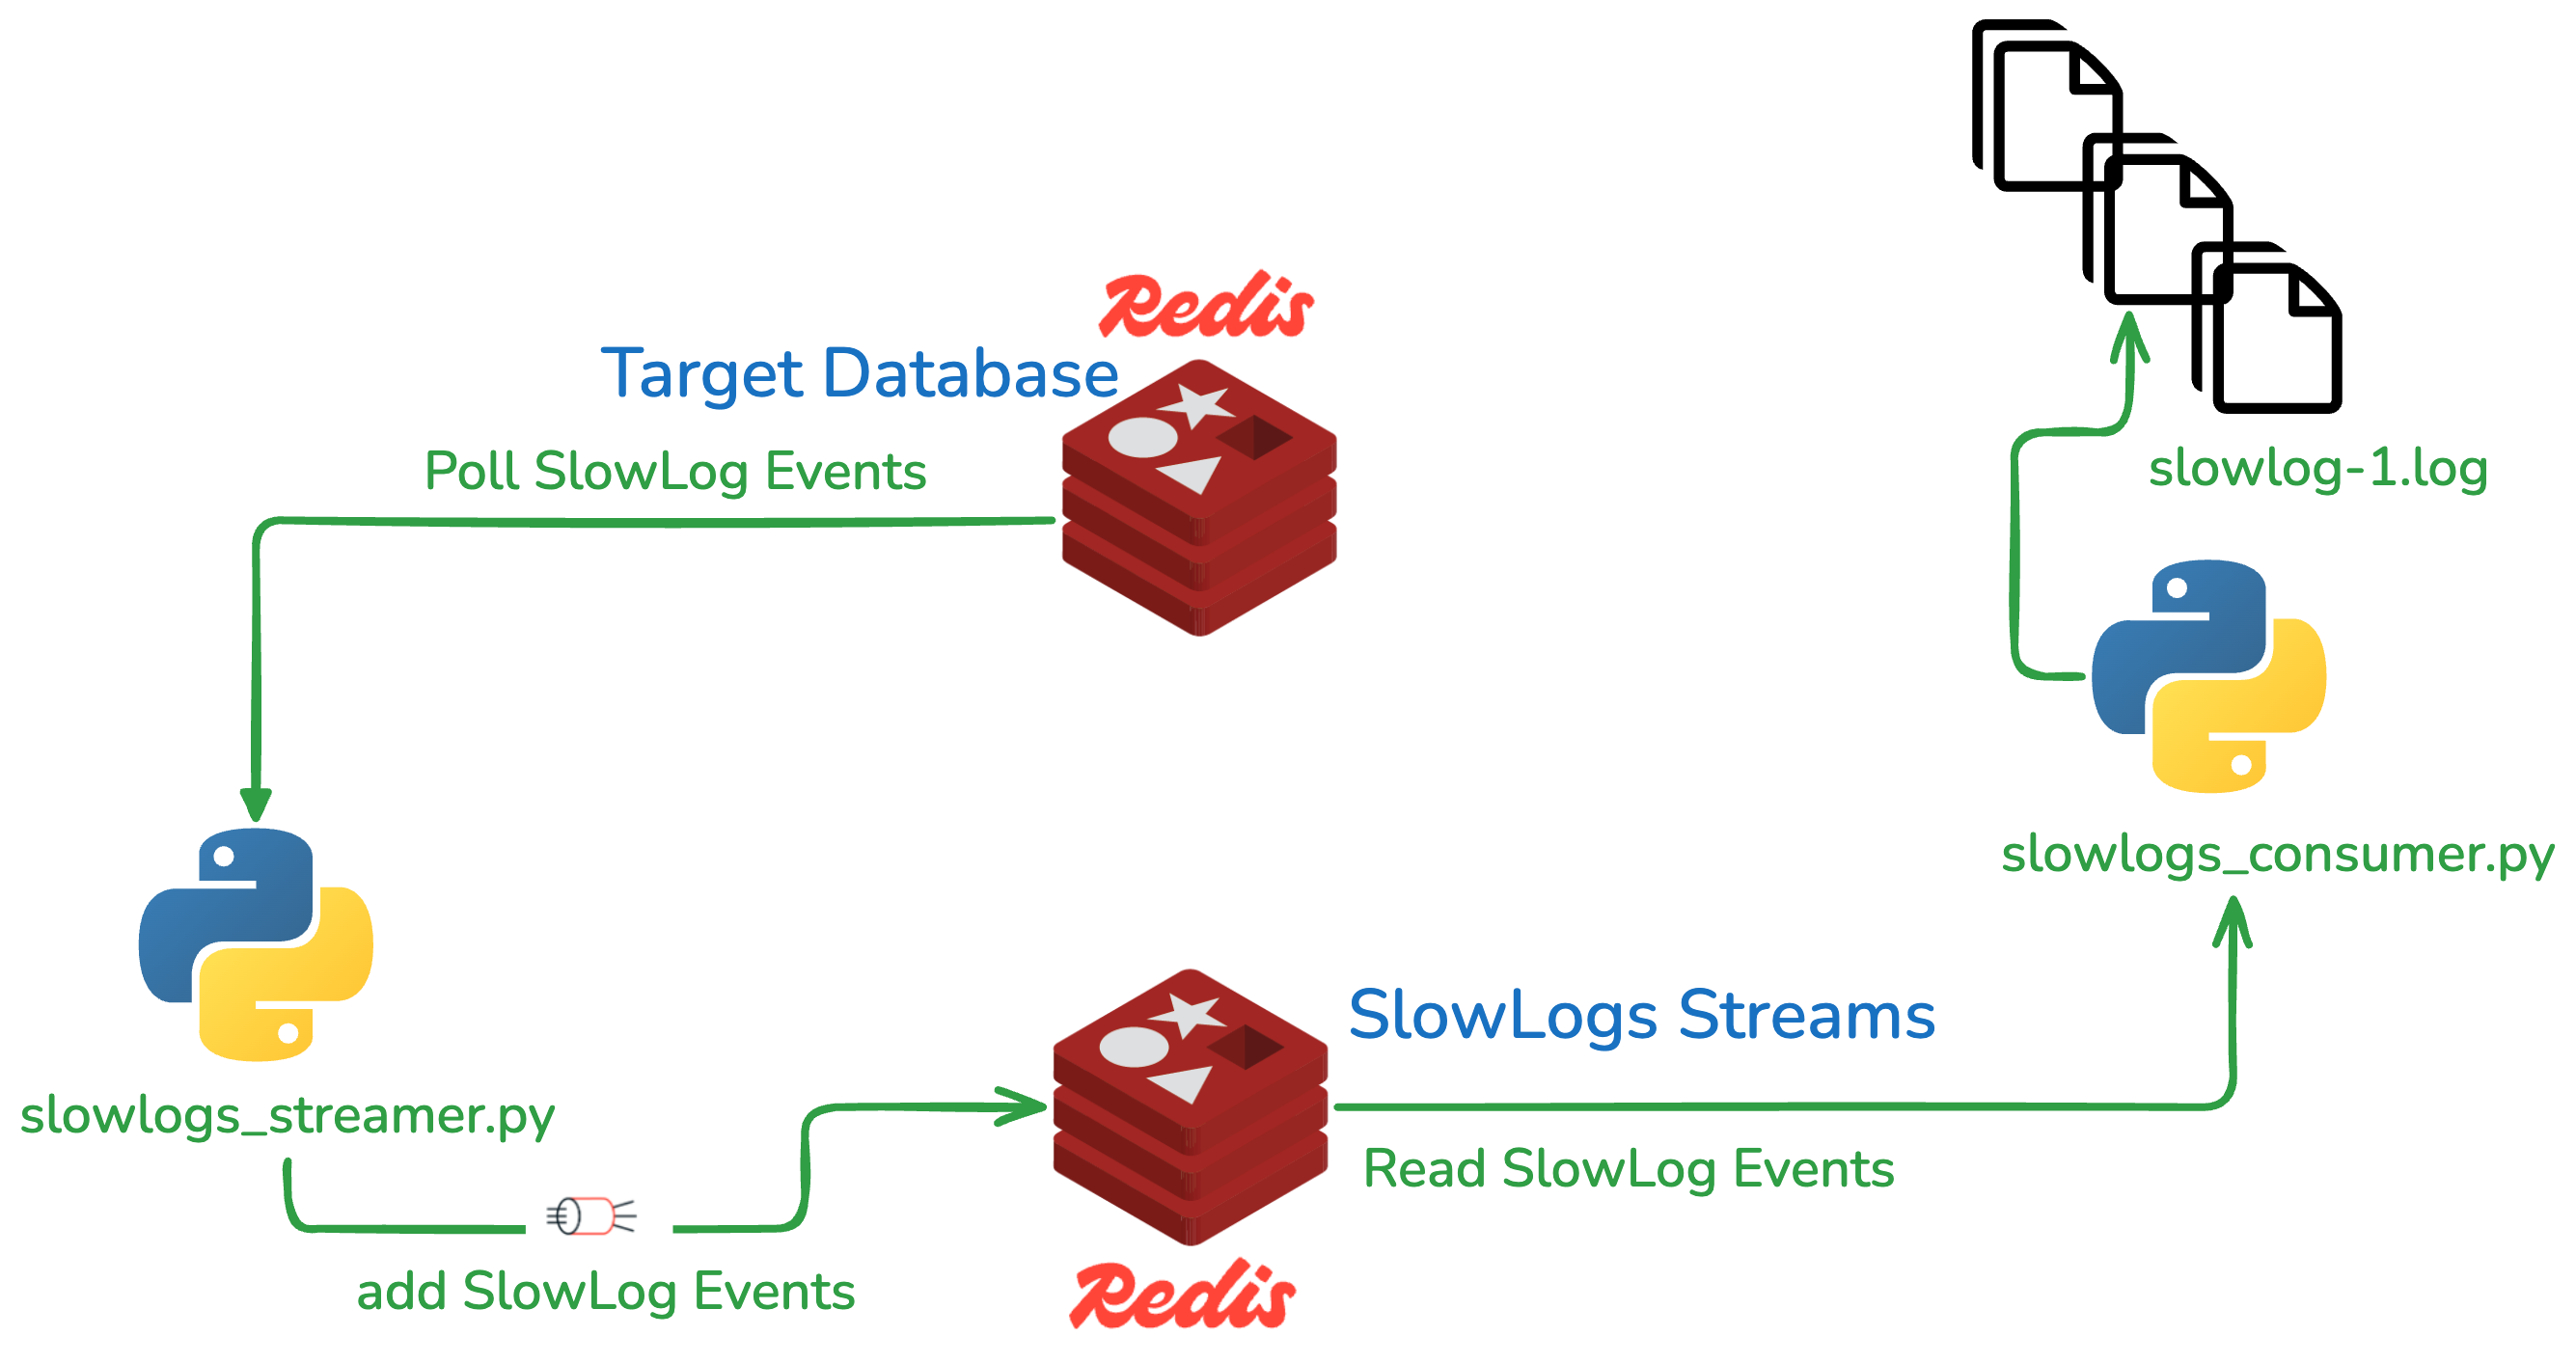 Redis
Target Database
Poll SlowLog Events
slowlog-1.log
slowlogs_consumer.py
SlowLogs Streams
slowlogs_streamer.py
Read SlowLog Events
add SlowLog Events
Redis